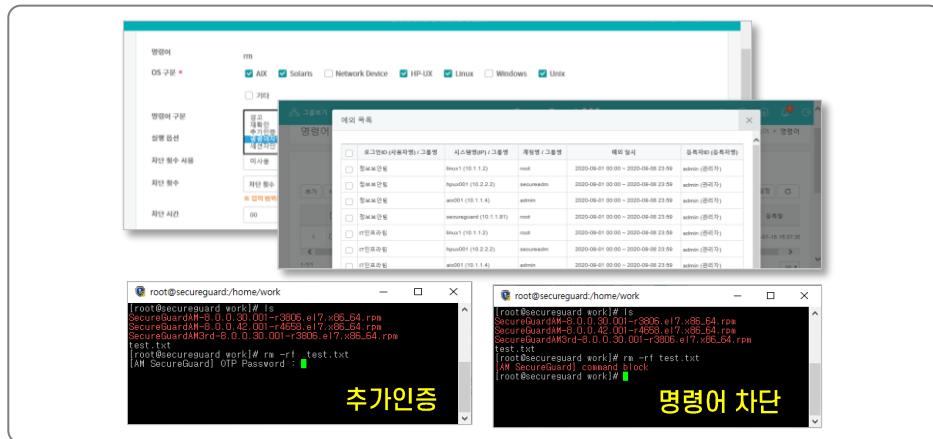 명령어
rm
OS 구분 *
AIX Solaris Network Device HP-UX Linux Windows Unix
기타
명령어 구분
경고
재확인
추가인증
명령어차단
세션차단
실행 옵션
차단 횟수 사용
미사용
차단 횟수
차단 횟수
차단 시간
00
예외 목록
로그인ID (사용자명) / 그룹명 시스템명(IP) / 그룹명 계정명 / 그룹명 예외 일시 등록자ID (등록자명)
정보보안팀 linux1 (10.1.1.2) root 2020-09-01 00:00 ~ 2020-09-08 23:59 admin (관리자)
정보보안팀 hpux001 (10.2.2.2) secureadm 2020-09-01 00:00 ~ 2020-09-08 23:59 admin (관리자)
정보보안팀 aix001 (10.1.1.4) admin 2020-09-01 00:00 ~ 2020-09-08 23:59 admin (관리자)
정보보안팀 secureguard (10.1.1.81) root 2020-09-01 00:00 ~ 2020-09-08 23:59 admin (관리자)
IT인프라팀 linux1 (10.1.1.2) root 2020-09-01 00:00 ~ 2020-09-08 23:59 admin (관리자)
IT인프라팀 hpux001 (10.2.2.2) secureadm 2020-09-01 00:00 ~ 2020-09-08 23:59 admin (관리자)
IT인프라팀 aix001 (10.1.1.4) admin 2020-09-01 00:00 ~ 2020-09-08 23:59 admin (관리자)
root@secureguard:/home/work
[root@secureguard work]# ls
SecureGuardAM-8.0.0.30.001-r3806.el7.x86_64.rpm
SecureGuardAM-8.0.0.42.001-r4658.el7.x86_64.rpm
SecureGuardAM3rd-8.0.0.30.001-r3806.el7.x86_64.rpm
test.txt
[root@secureguard work]# rm -rf test.txt
[AM SecureGuard] OTP Password :
추가인증
root@secureguard:/home/work
[root@secureguard work]# ls
SecureGuardAM-8.0.0.30.001-r3806.el7.x86_64.rpm
SecureGuardAM-8.0.0.42.001-r4658.el7.x86_64.rpm
SecureGuardAM3rd-8.0.0.30.001-r3806.el7.x86_64.rpm
test.txt
[root@secureguard work]# rm -rf test.txt
[AM SecureGuard] command block
[root@secureguard work]#
명령어 차단